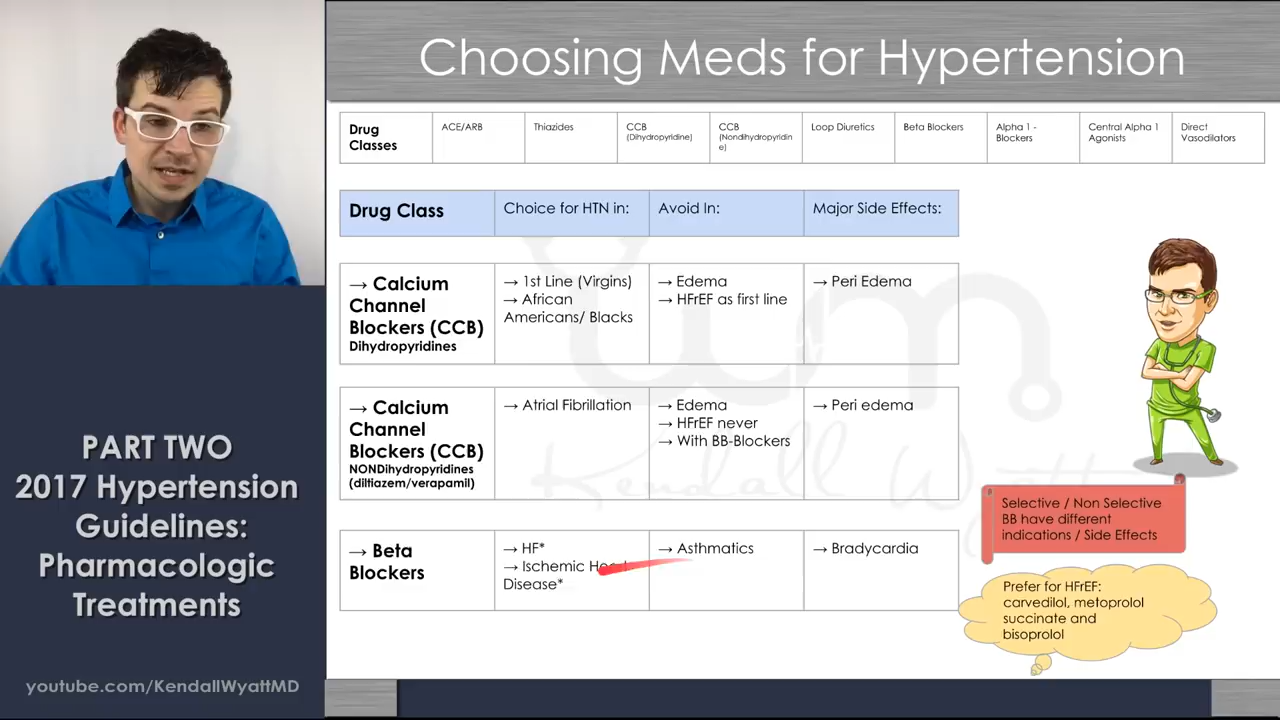 Choosing Meds for Hypertension
Drug
Classes
ACE/ARB
Thiazides
CCB
(Dihydropyridine)
CCB
(Nondihydropyridin
e)
Loop Diuretics
Beta Blockers
Alpha 1 -
Blockers
Central Alpha 1
Agonists
Direct
Vasodilators
Drug Class
Choice for HTN in:
Avoid In:
Major Side Effects:
→ Calcium
Channel
Blockers (CCB)
Dihydropyridines
→ 1st Line (Virgins)
→ African
Americans/ Blacks
→ Edema
→ HFrEF as first line
→ Peri Edema
→ Calcium
Channel
Blockers (CCB)
NONDihydropyridines
(diltiazem/verapamil)
→ Atrial Fibrillation
→ Edema
→ HFrEF never
→ With BB-Blockers
→ Peri edema
→ Beta
Blockers
→ HF*
→ Ischemic Heart
Disease*
→ Asthmatics
→ Bradycardia
Selective / Non Selective
BB have different
indications / Side Effects
Prefer for HFrEF:
carvedilol, metoprolol
succinate and
bisoprolol
PART TWO
2017 Hypertension
Guidelines:
Pharmacologic
Treatments
youtube.com/KendallWyattMD
Kendall Wyatt